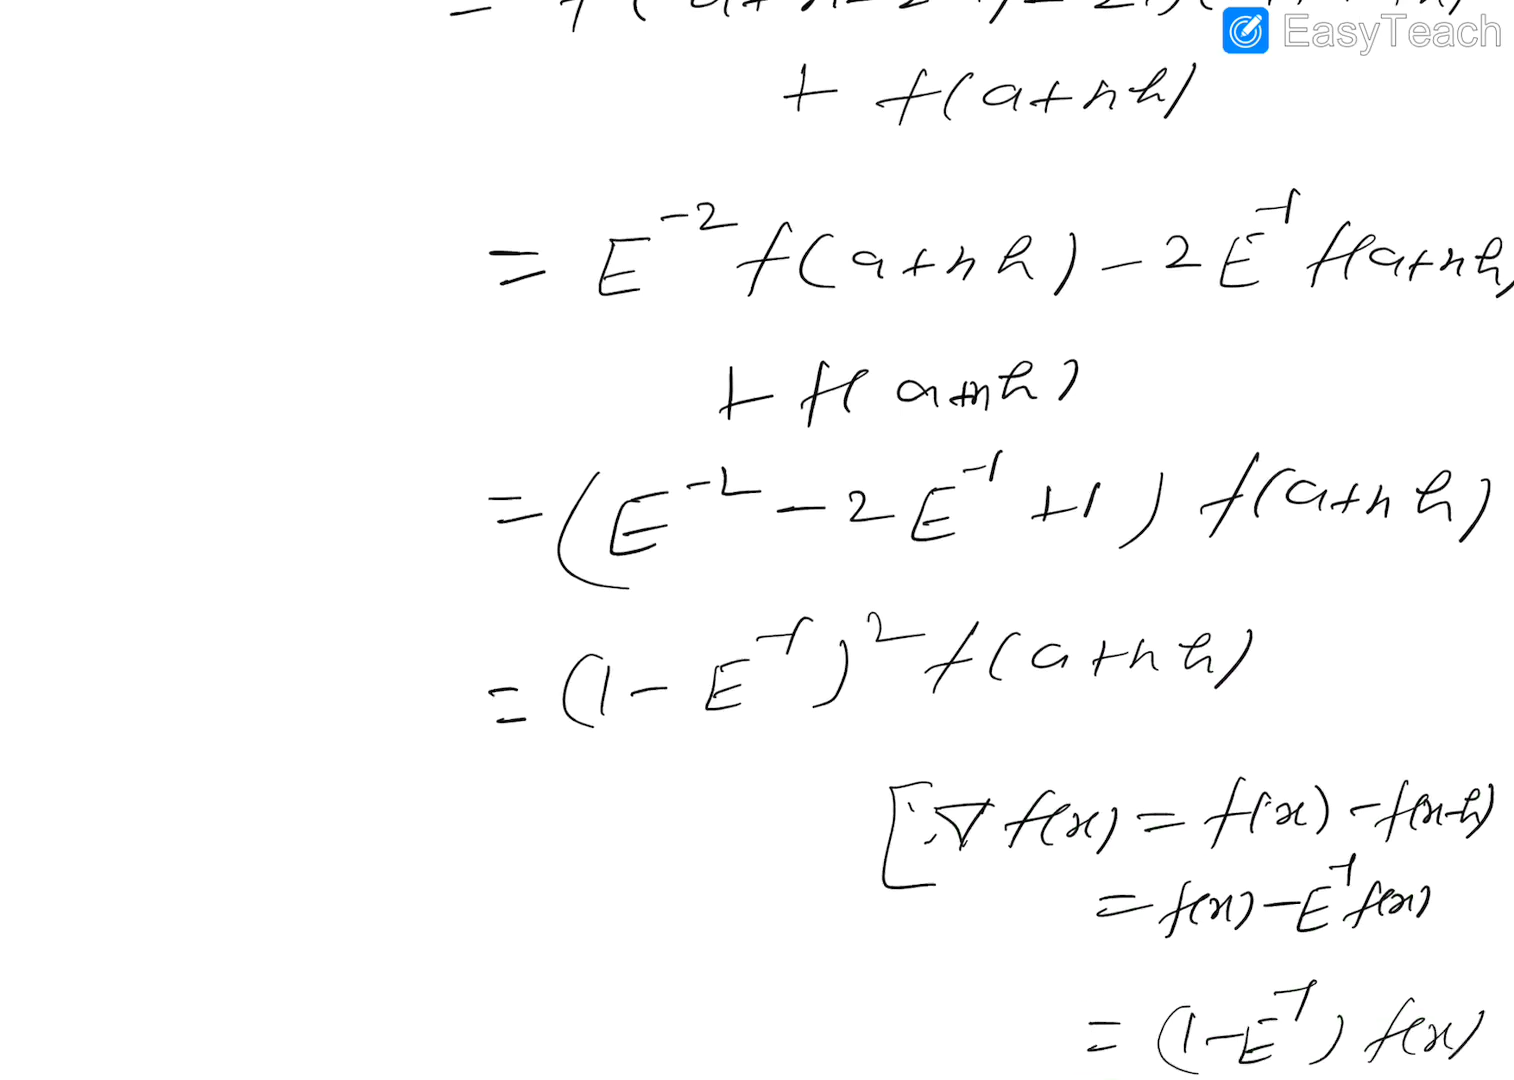 EasyTeach
+ f(a+nh)
= E⁻² f(a+nh) - 2E⁻¹ f(a+nh)
+ f(a+nh)
= (E⁻² - 2E⁻¹ + 1) f(a+nh)
= (1 - E⁻¹)² f(a+nh)
[∵ ∇ f(x) = f(x) - f(x-h)
= f(x) - E⁻¹ f(x)
= (1 - E⁻¹) f(x)